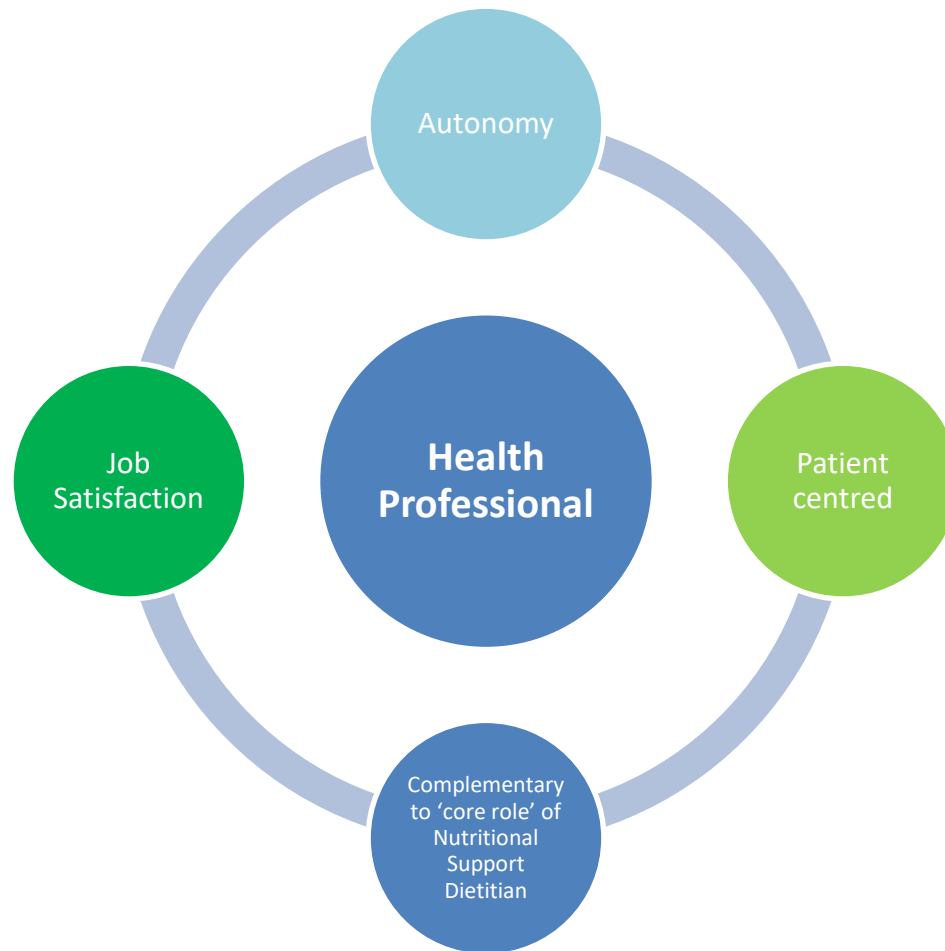 Autonomy
Job
Satisfaction
Health
Professional
Patient
centred
Complementary
to ‘core role’ of
Nutritional
Support
Dietitian